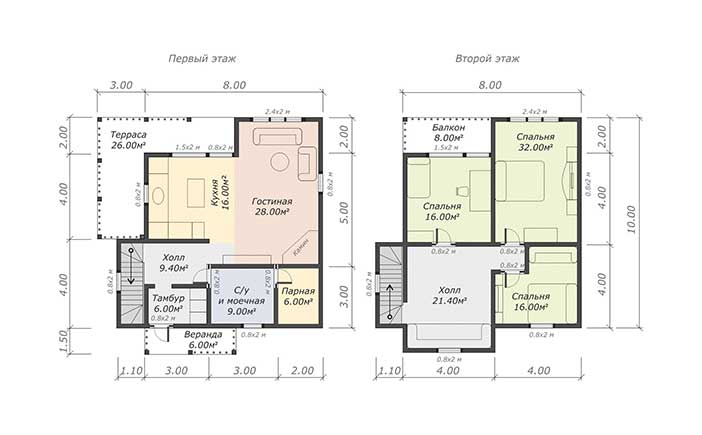 Первый этаж
3.00
8.00
2.4x2 м
Терраса
26.00м²
1.5x2 м
0.8x2 м
2.00
4.00
4.00
1.50
0.8x2 м
Кухня
16.00м²
Гостиная
28.00м²
Камин
0.8x2 м
2.00
5.00
3.00
Холл
9.40м²
0.8x2 м
Тамбур
6.00м²
0.8x2 м
0.8x2 м
С/у
и моечная
9.00м²
0.8x2 м
Парная
6.00м²
Веранда
6.00м²
0.8x2 м
1.10
3.00
3.00
2.00
Второй этаж
8.00
2.4x2 м
Балкон
8.00м²
1.5x2 м
0.8x2 м
Спальня
32.00м²
0.8x2 м
Спальня
16.00м²
0.8x2 м
0.8x2 м
0.8x2 м
2.00
4.00
4.00
10.00
0.8x2 м
Холл
21.40м²
0.8x2 м
Спальня
16.00м²
0.8x2 м
0.8x2 м
1.10
4.00
4.00